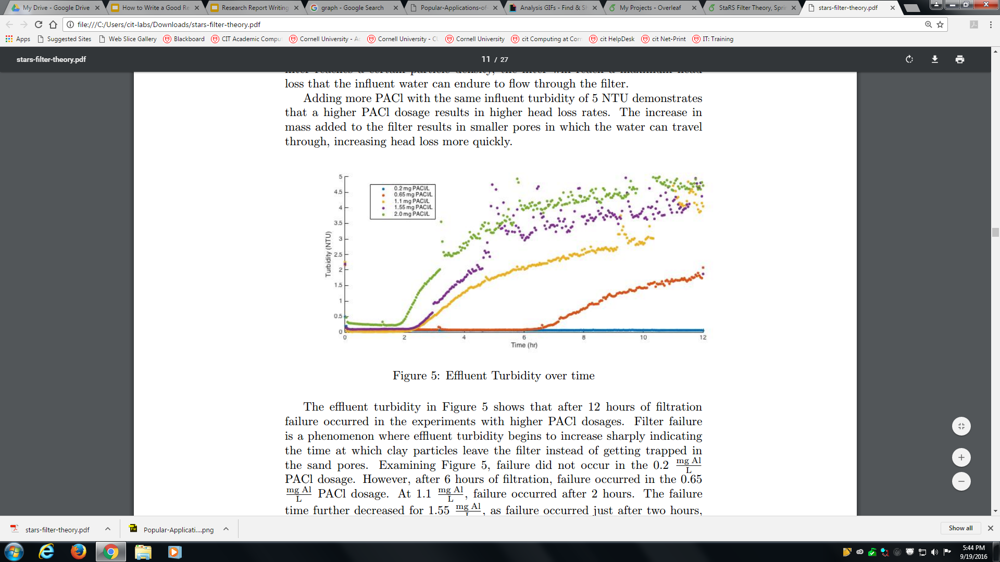 My Drive - Google Drive
How to Write a Good Re
Research Report Writing
graph - Google Search
Popular-Applications-of-
Analysis GIFs - Find & S
My Projects - Overleaf
StaRS Filter Theory, Spri
stars-filter-theory.pdf
file:///C:/Users/cit-labs/Downloads/stars-filter-theory.pdf
Apps
Suggested Sites
Web Slice Gallery
Blackboard
CIT Academic Compu
Cornell University - Ac
Cornell University - CU
Cornell University
cit Computing at Corr
cit HelpDesk
cit Net-Print
IT: Training
stars-filter-theory.pdf
11 / 27
filter reaches a certain particle density, the filter will reach a maximum head
loss that the influent water can endure to flow through the filter.
Adding more PACl with the same influent turbidity of 5 NTU demonstrates
that a higher PACl dosage results in higher head loss rates. The increase in
mass added to the filter results in smaller pores in which the water can travel
through, increasing head loss more quickly.
5
4.5
4
3.5
3
2.5
2
1.5
1
0.5
0
Turbidity (NTU)
0.2 mg PACl/L
0.65 mg PACl/L
1.1 mg PACl/L
1.55 mg PACl/L
2.0 mg PACl/L
0 2 4 6 8 10 12
Time (hr)
Figure 5: Effluent Turbidity over time
The effluent turbidity in Figure 5 shows that after 12 hours of filtration
failure occurred in the experiments with higher PACl dosages. Filter failure
is a phenomenon where effluent turbidity begins to increase sharply indicating
the time at which clay particles leave the filter instead of getting trapped in
the sand pores. Examining Figure 5, failure did not occur in the 0.2 mg Al/L
PACl dosage. However, after 6 hours of filtration, failure occurred in the 0.65
mg Al/L PACl dosage. At 1.1 mg Al/L, failure occurred after 2 hours. The failure
time further decreased for 1.55 mg Al/L, as failure occurred just after two hours,
stars-filter-theory.pdf
Popular-Applicati....png
Show all
5:44 PM
9/19/2016